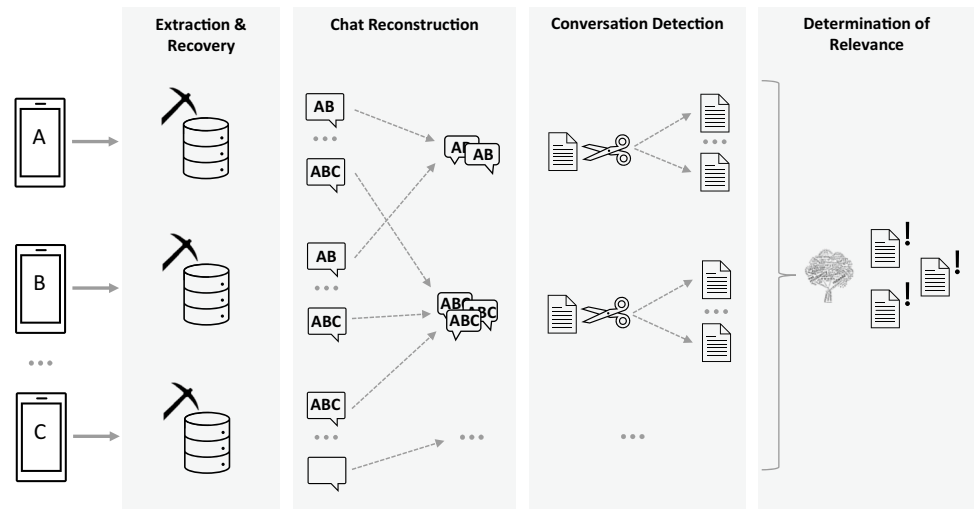 Extraction &
Recovery
Chat Reconstruction
Conversation Detection
Determination of
Relevance
A
B
C
AB
ABC
AB
ABC
ABC
AB
AB
ABC
ABC
ABC
!
!
!